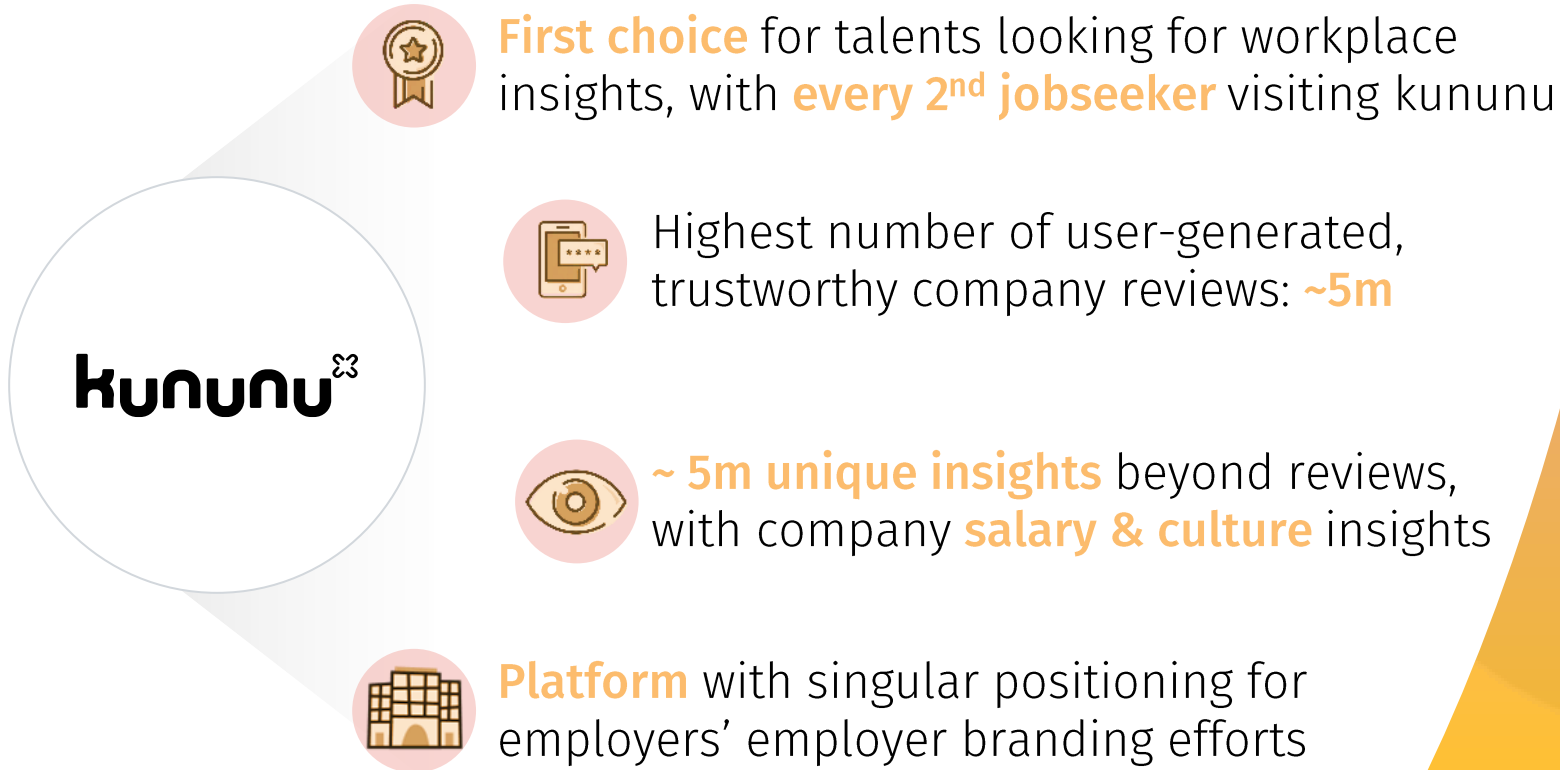 First choice for talents looking for workplace
insights, with every 2nd jobseeker visiting kununu
Highest number of user-generated,
trustworthy company reviews: ~5m
kununu
~ 5m unique insights beyond reviews,
with company salary & culture insights
Platform with singular positioning for
employers’ employer branding efforts